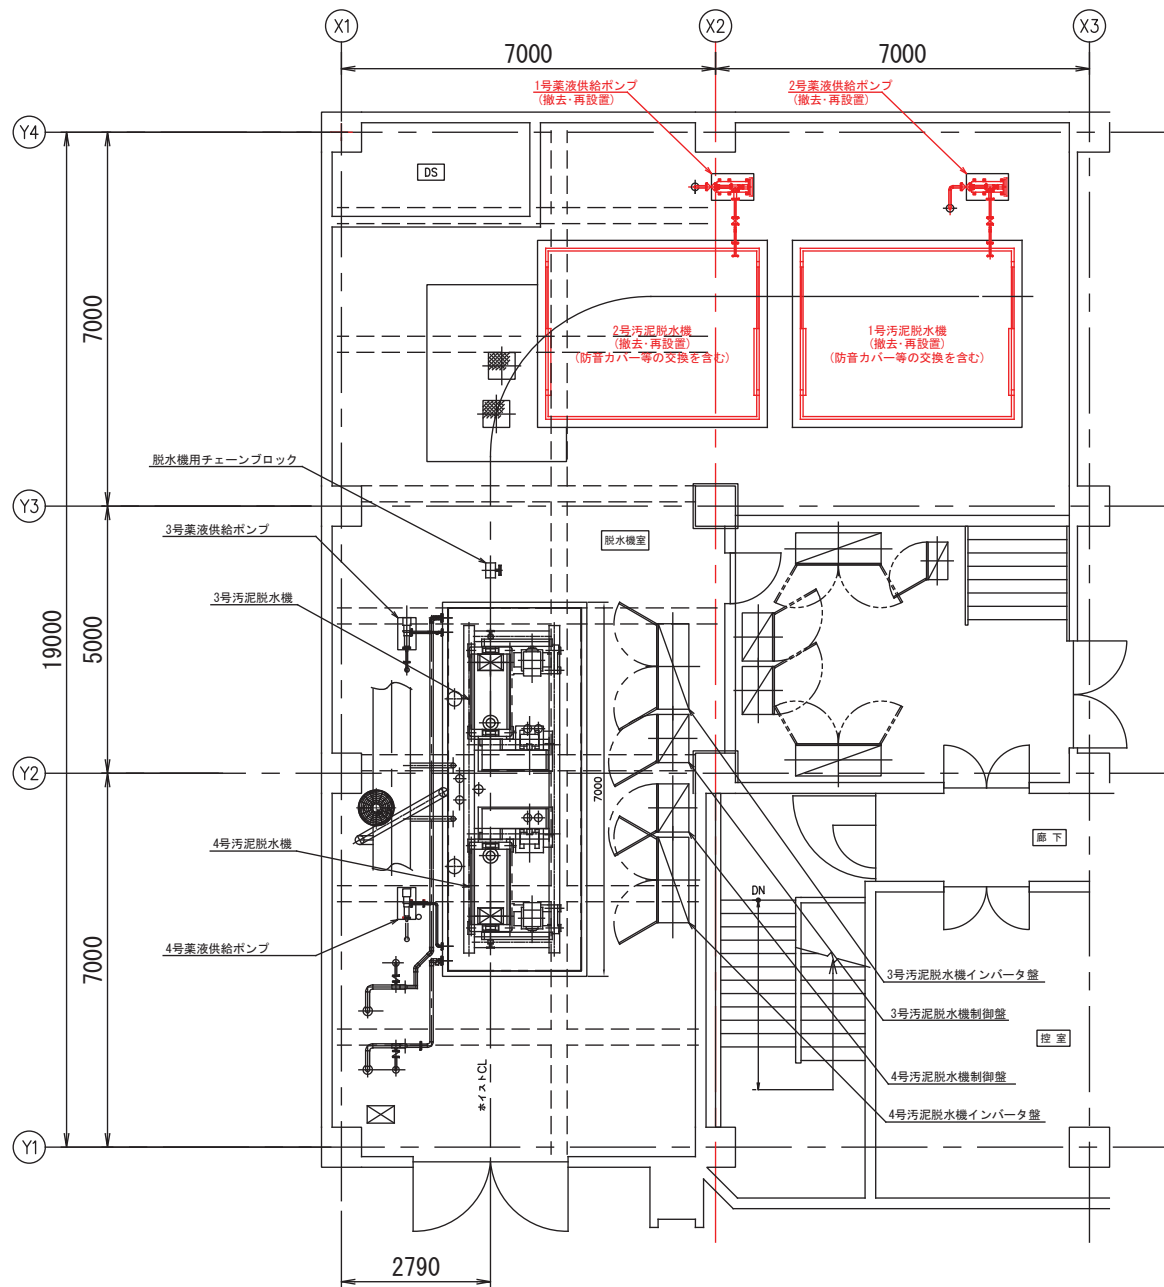 X1
X2
X3
7000
7000
1号薬液供給ポンプ
(撤去・再設置)
2号薬液供給ポンプ
(撤去・再設置)
Y4
DS
7000
2号汚泥脱水機
(撤去・再設置)
(防音カバー等の交換を含む)
1号汚泥脱水機
(撤去・再設置)
(防音カバー等の交換を含む)
脱水機用チェーンブロック
Y3
3号薬液供給ポンプ
脱水機室
3号汚泥脱水機
19000
5000
Y2
7000
4号汚泥脱水機
廊下
DN
4号薬液供給ポンプ
7000
3号汚泥脱水機インバータ盤
3号汚泥脱水機制御盤
控室
4号汚泥脱水機制御盤
ホイストCL
4号汚泥脱水機インバータ盤
Y1
2790